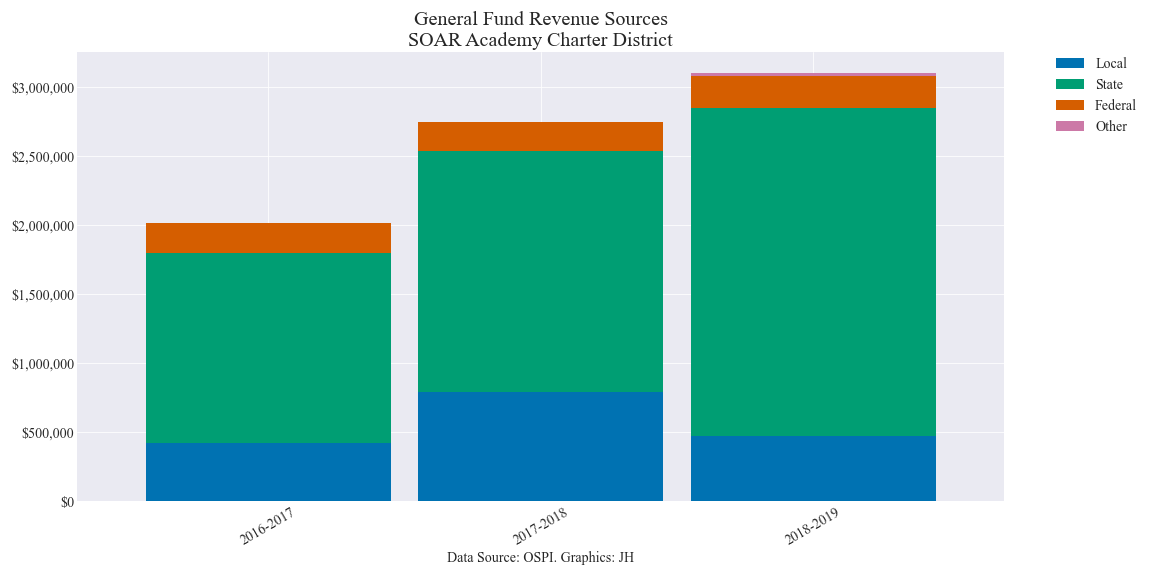 General Fund Revenue Sources
SOAR Academy Charter District
$3,000,000
$2,500,000
$2,000,000
$1,500,000
$1,000,000
$500,000
$0
2016-2017
2017-2018
2018-2019
Data Source: OSPI. Graphics: JH
Local
State
Federal
Other